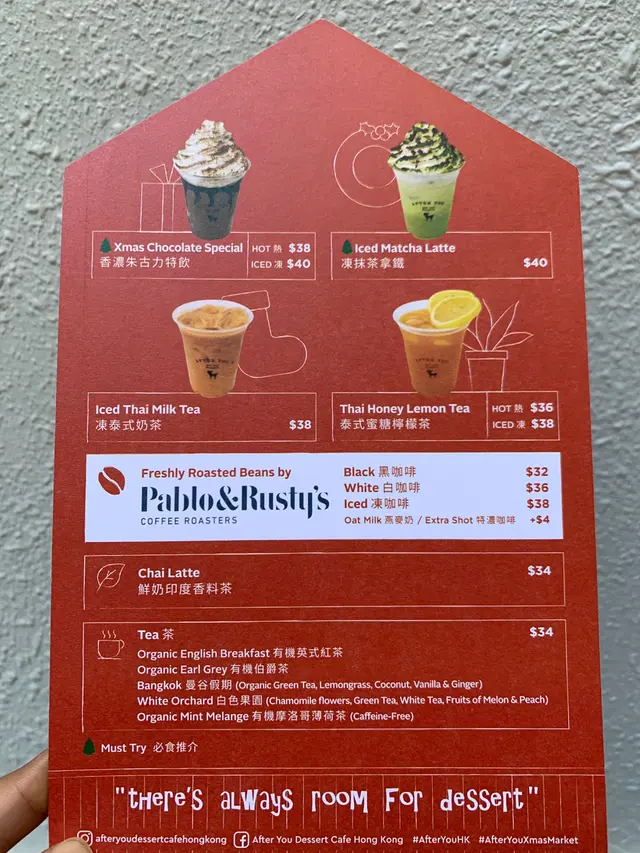 Xmas Chocolate Special HOT 熱 $38
香濃朱古力特飲 ICED 凍 $40
Iced Matcha Latte
凍抹茶拿鐵 $40
Iced Thai Milk Tea
凍泰式奶茶 $38
Thai Honey Lemon Tea HOT 熱 $36
泰式蜜糖檸檬茶 ICED 凍 $38
Freshly Roasted Beans by
Pablo&Rusty's
COFFEE ROASTERS
Black 黑咖啡 $32
White 白咖啡 $36
Iced 凍咖啡 $38
Oat Milk 燕麥奶 / Extra Shot 特濃咖啡 +$4
Chai Latte $34
鮮奶印度香料茶
Tea 茶 $34
Organic English Breakfast 有機英式紅茶
Organic Earl Grey 有機伯爵茶
Bangkok 曼谷假期 (Organic Green Tea, Lemongrass, Coconut, Vanilla & Ginger)
White Orchard 白色果園 (Chamomile flowers, Green Tea, White Tea, Fruits of Melon & Peach)
Organic Mint Melange 有機摩洛哥薄荷茶 (Caffeine-Free)
Must Try 必食推介
"tHeRe's aLWayS rooM FoR deSSeRt"
afteryoudessertcafehongkong After You Dessert Cafe Hong Kong #AfterYouHK #AfterYouXmasMarket